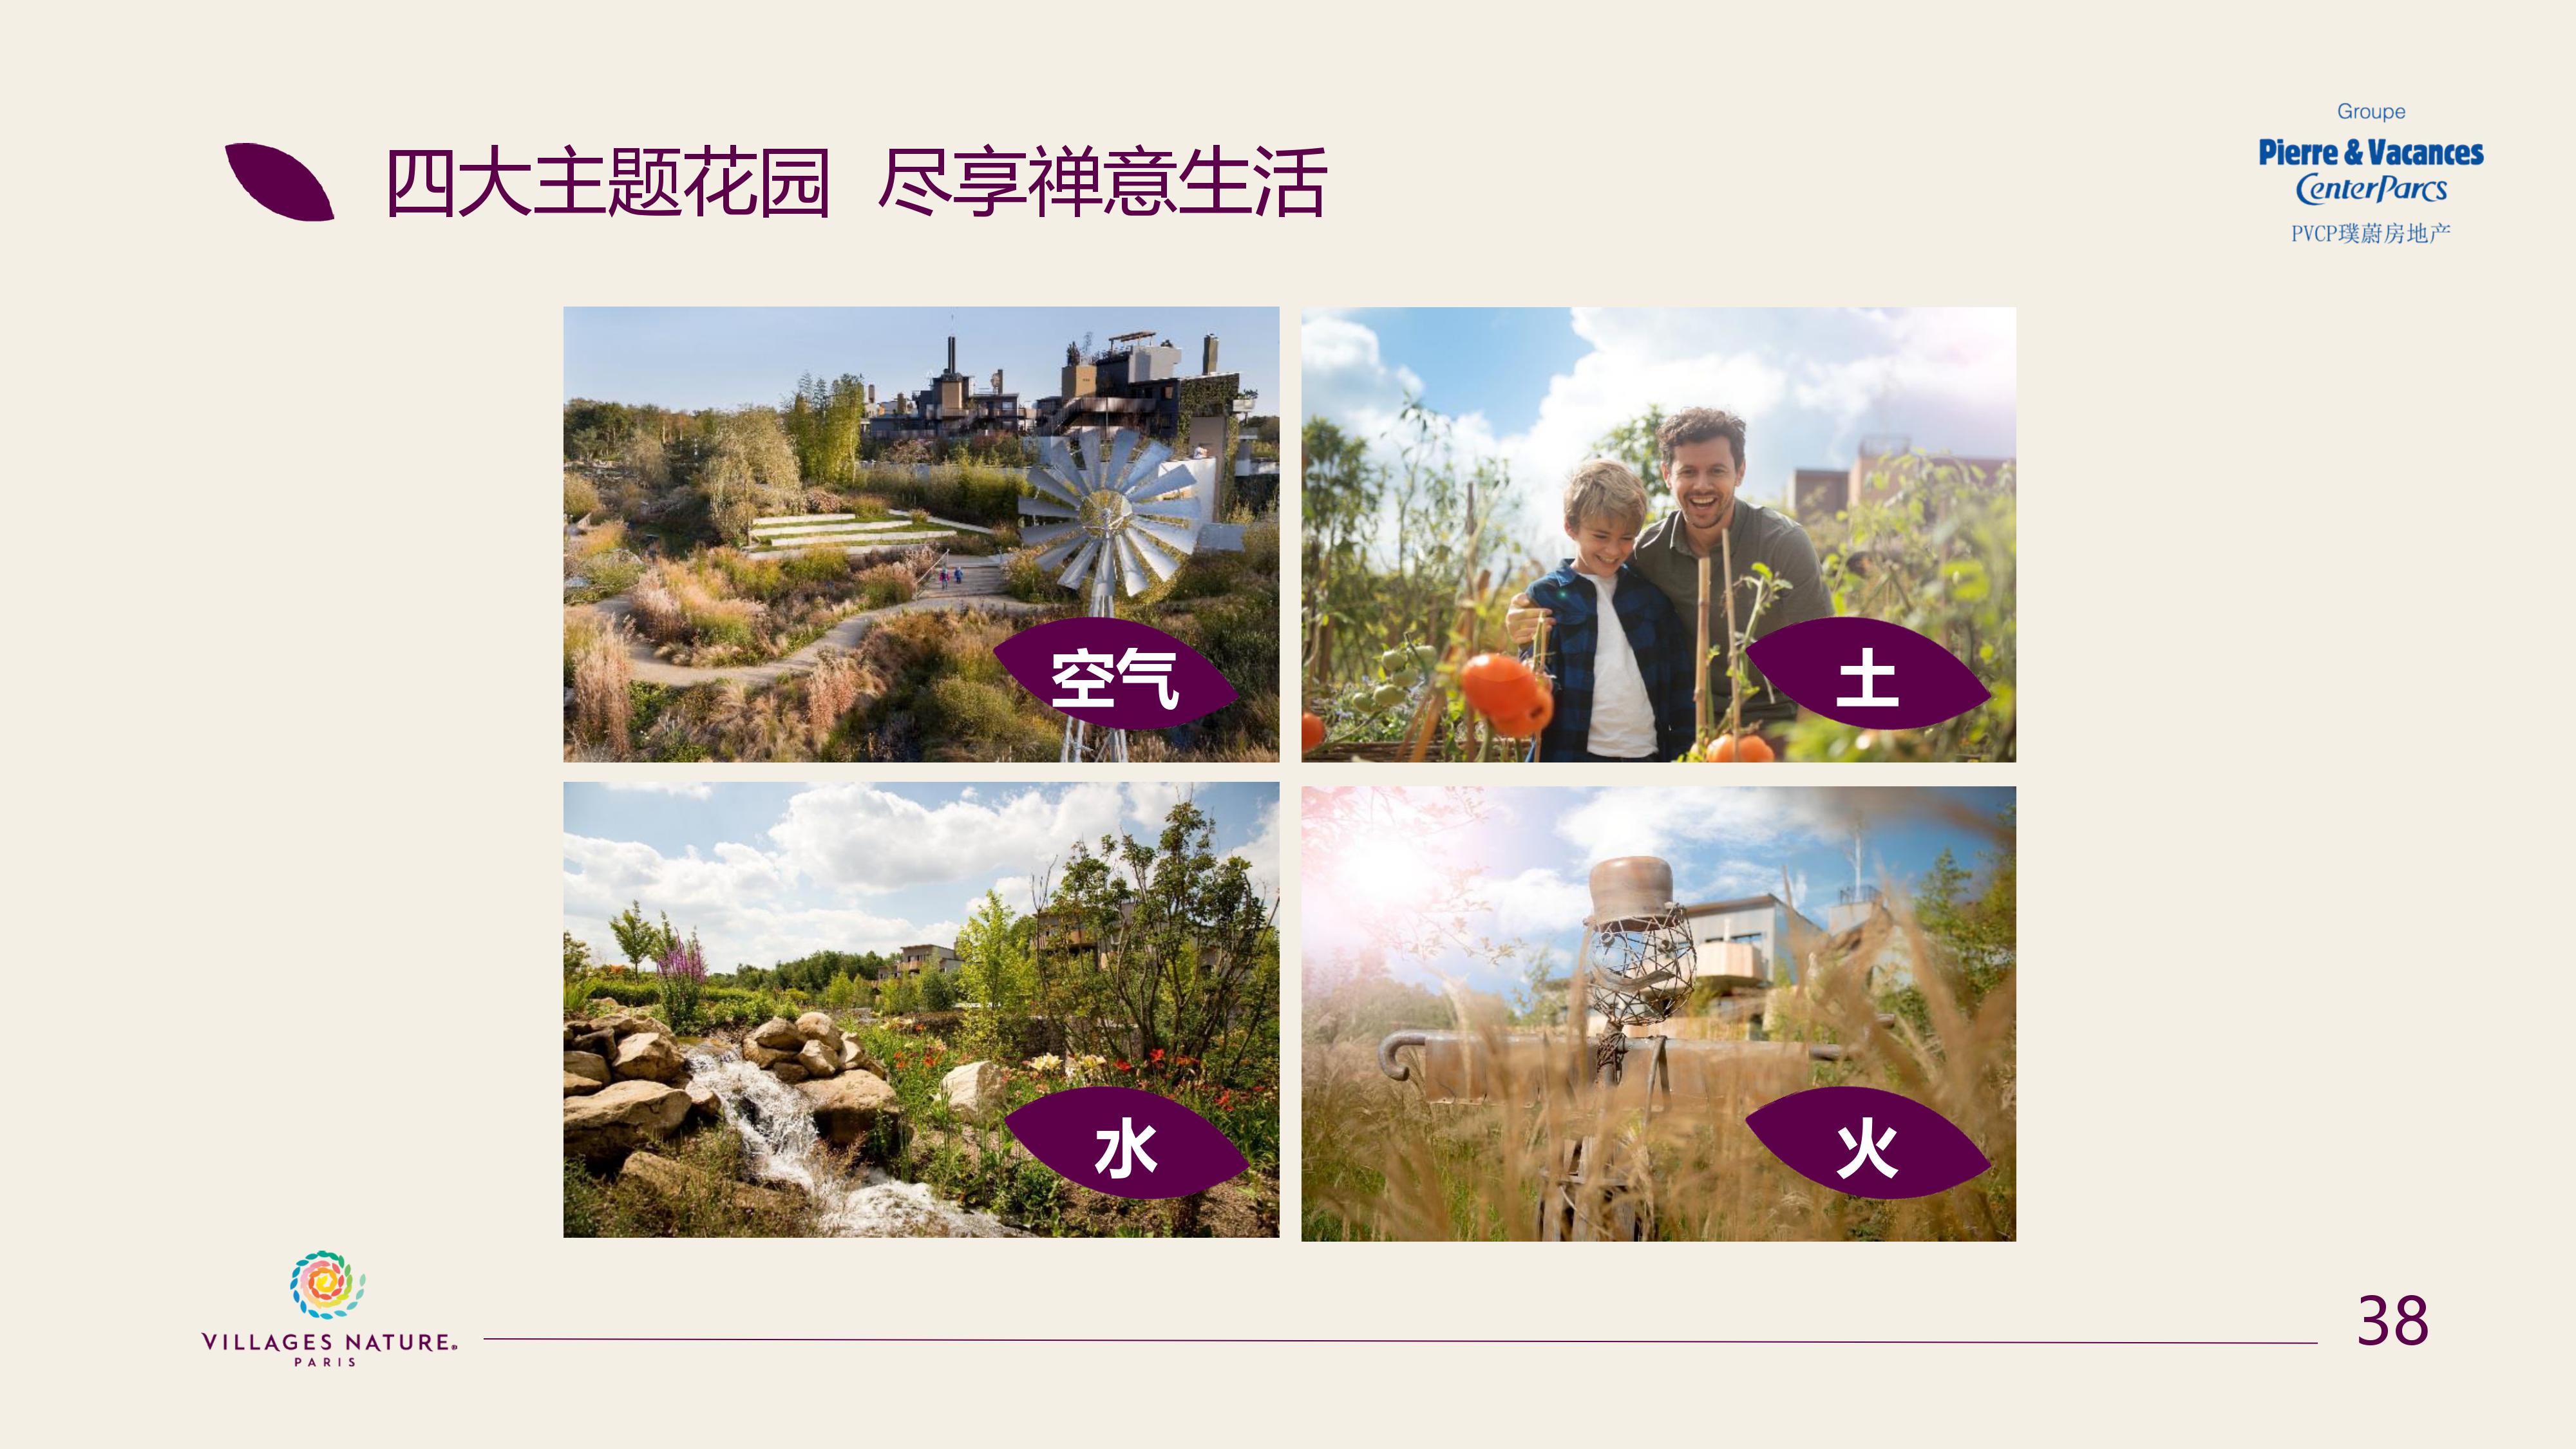 四大主题花园 尽享禅意生活
Groupe
Pierre & Vacances
CenterParcs
PVCP璞蔚房地产
空气
土
水
火
VILLAGES NATURE®
PARIS
38